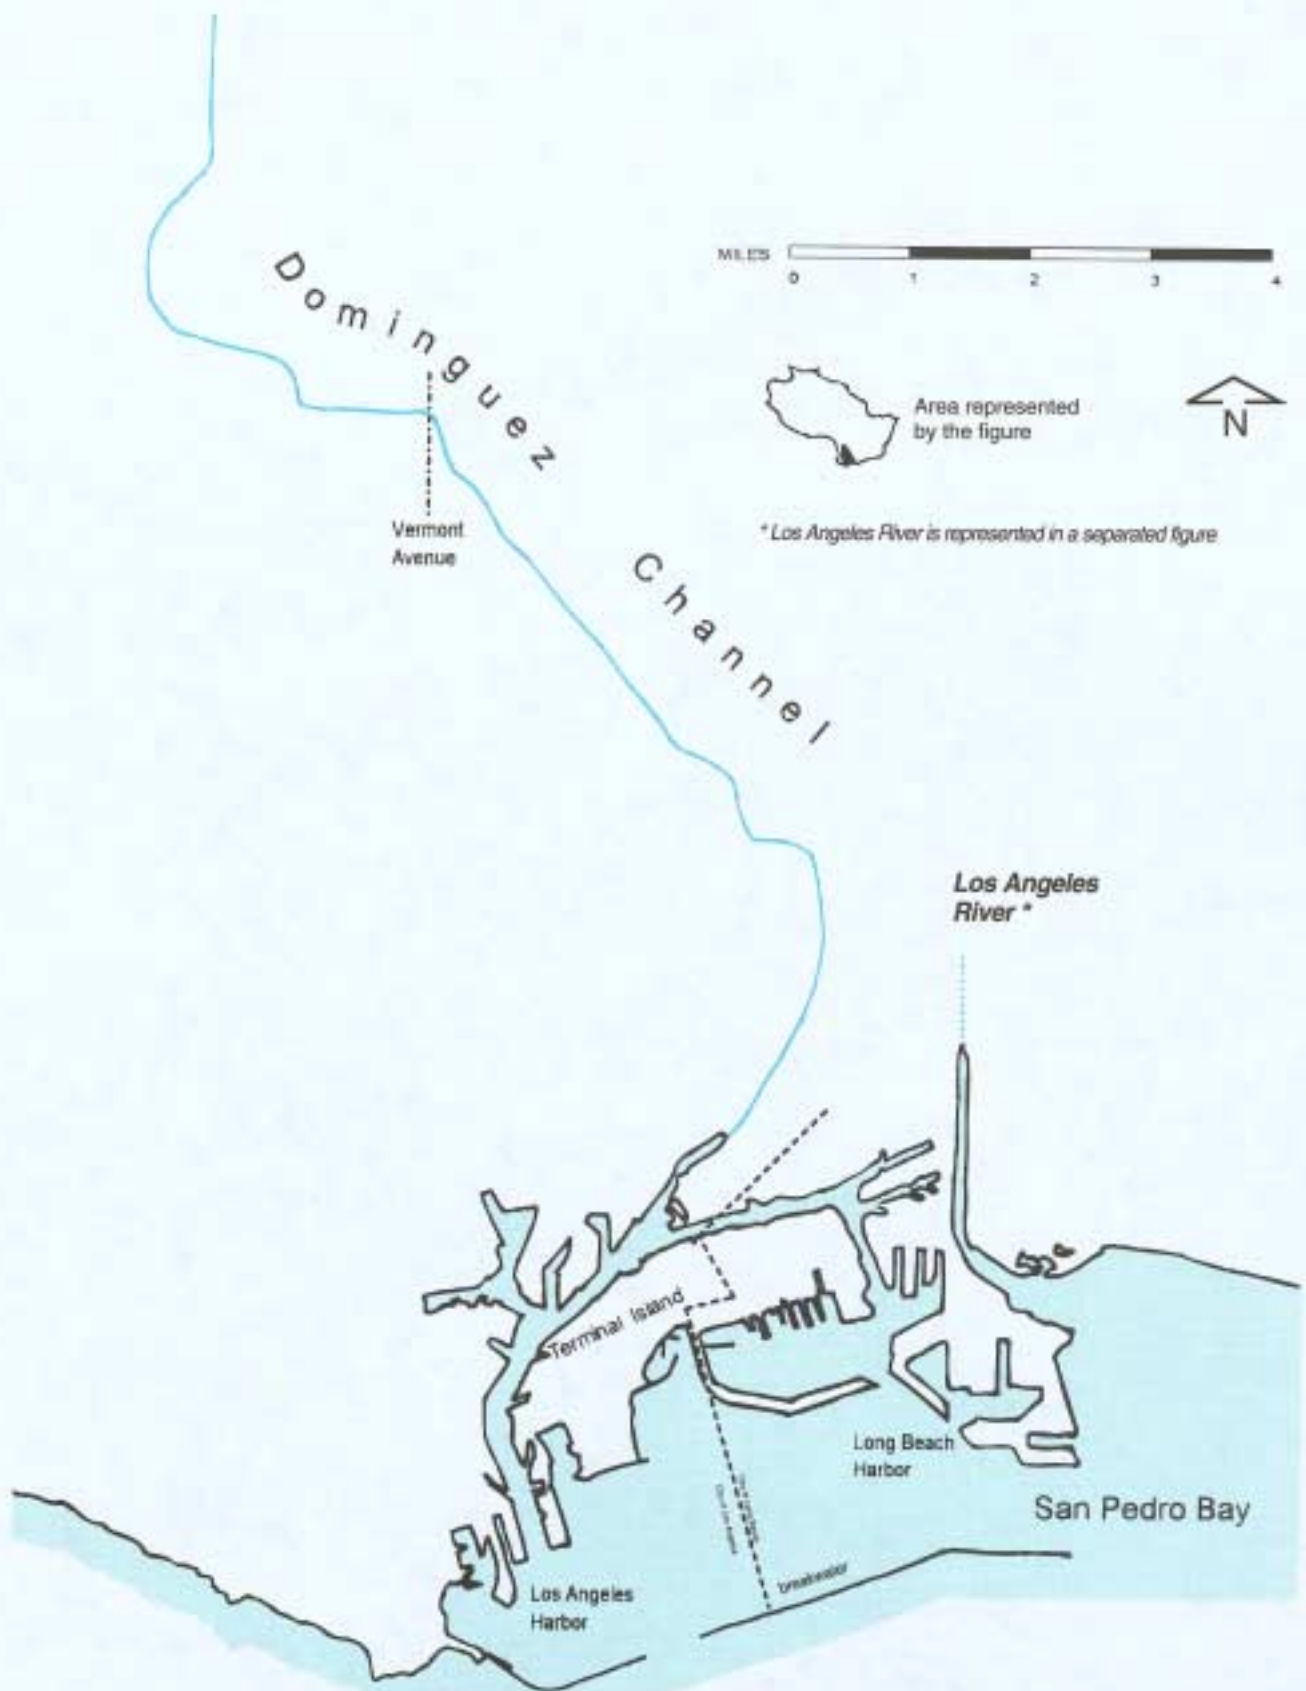 Dominguez
Channel
MILES
0 1 2 3 4
Area represented
by the figure
N
* Los Angeles River is represented in a separated figure
Vermont
Avenue
Los Angeles
River *
Terminal Island
Long Beach
Harbor
San Pedro Bay
breakwater
Los Angeles
Harbor